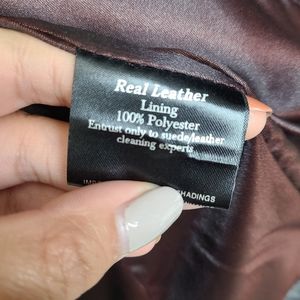 Real Leather
Lining
100% Polyester
Entrust only to suede/leather
cleaning experts
SHADINGS